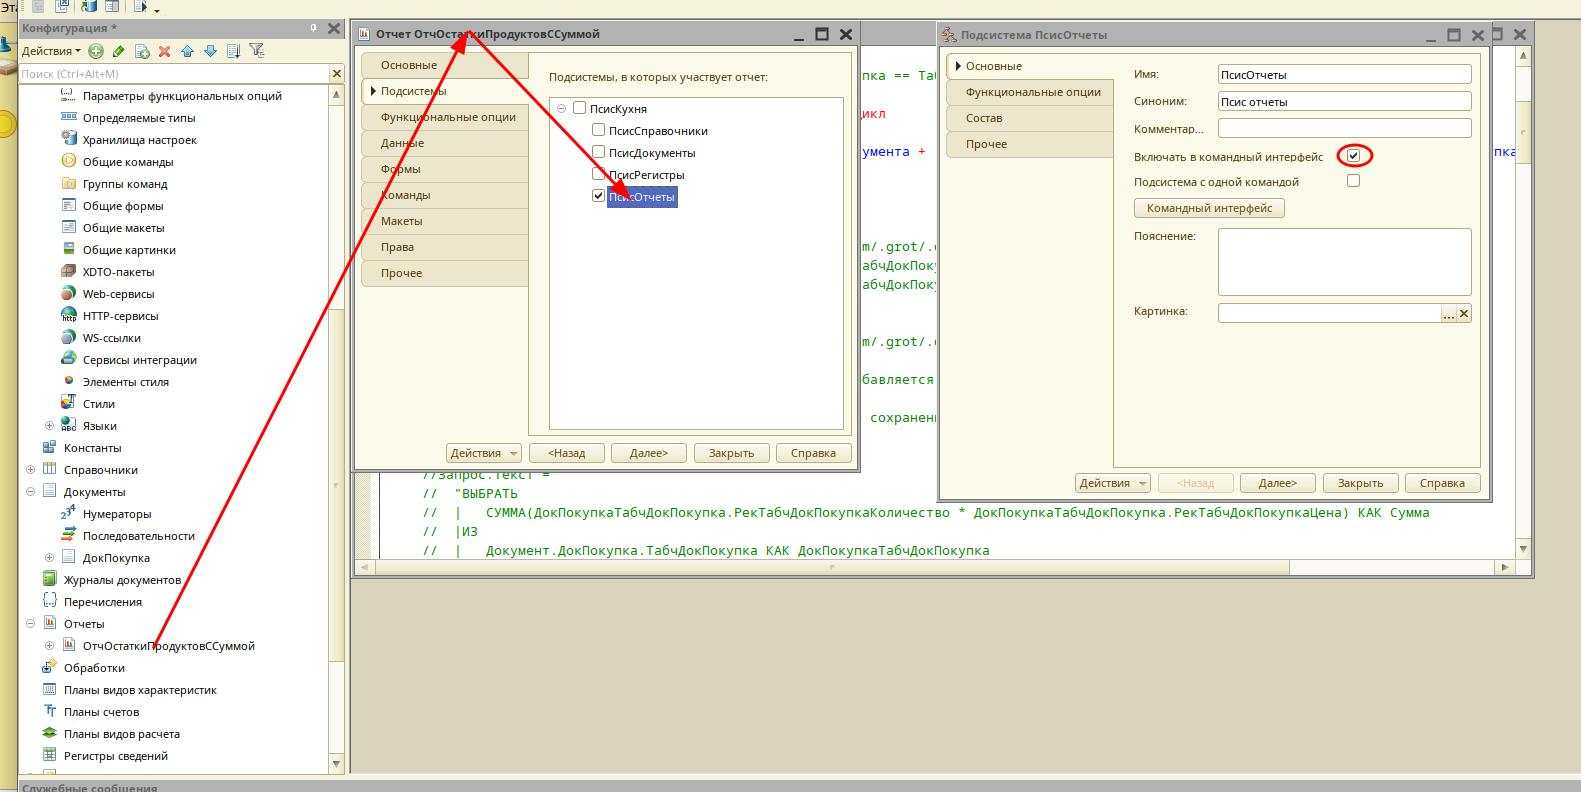 Эт
Конфигурация *
Действия
Поиск (Ctrl+Alt+M)
Параметры функциональных опций
Определяемые типы
Хранилища настроек
Общие команды
Группы команд
Общие формы
Общие макеты
Общие картинки
XDTO-пакеты
Web-сервисы
HTTP-сервисы
WS-ссылки
Сервисы интеграции
Элементы стиля
Стили
Языки
Константы
Справочники
Документы
Нумераторы
Последовательности
ДокПокупка
Журналы документов
Перечисления
Отчеты
ОтчОстаткиПродуктовССуммой
Обработки
Планы видов характеристик
Планы счетов
Планы видов расчета
Регистры сведений
Служебные сообщения
Отчет ОтчОстаткиПродуктовССуммой
Основные
Подсистемы
Функциональные опции
Данные
Формы
Команды
Макеты
Права
Прочее
Подсистемы, в которых участвует отчет:
ПсисКухня
ПсисСправочники
ПсисДокументы
ПсисРегистры
ПсисОтчеты
Действия <Назад Далее> Закрыть Справка
пка == Та
икл
умента +
пка
m/.grot/.
абчДокПок
абчДокПок
m/.grot/.
бавляется
сохранен
Подсистема ПсисОтчеты
Основные
Функциональные опции
Состав
Прочее
Имя: ПсисОтчеты
Синоним: Псис отчеты
Комментар...
Включать в командный интерфейс
Подсистема с одной командой
Командный интерфейс
Пояснение:
Картинка: ...
Действия <Назад Далее> Закрыть Справка
//Запрос.Текст =
// "ВЫБРАТЬ
// | СУММА(ДокПокупкаТабчДокПокупка.РекТабчДокПокупкаКоличество * ДокПокупкаТабчДокПокупка.РекТабчДокПокупкаЦена) КАК Сумма
// |ИЗ
// | Документ.ДокПокупка.ТабчДокПокупка КАК ДокПокупкаТабчДокПокупка